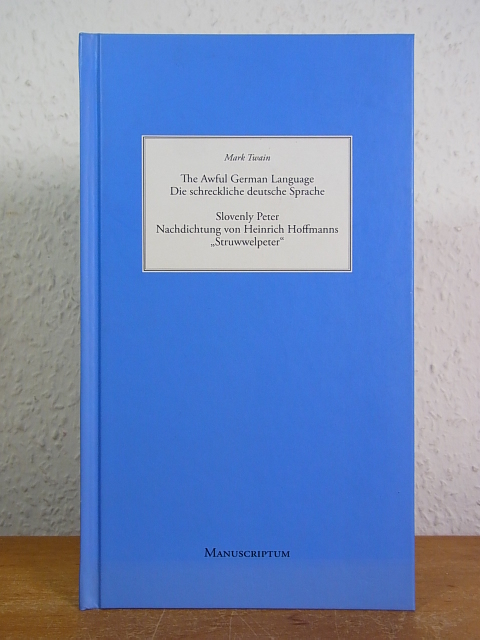 Mark Twain
The Awful German Language
Die schreckliche deutsche Sprache
Slovenly Peter
Nachdichtung von Heinrich Hoffmanns
„Struwwelpeter“
Manuscriptum